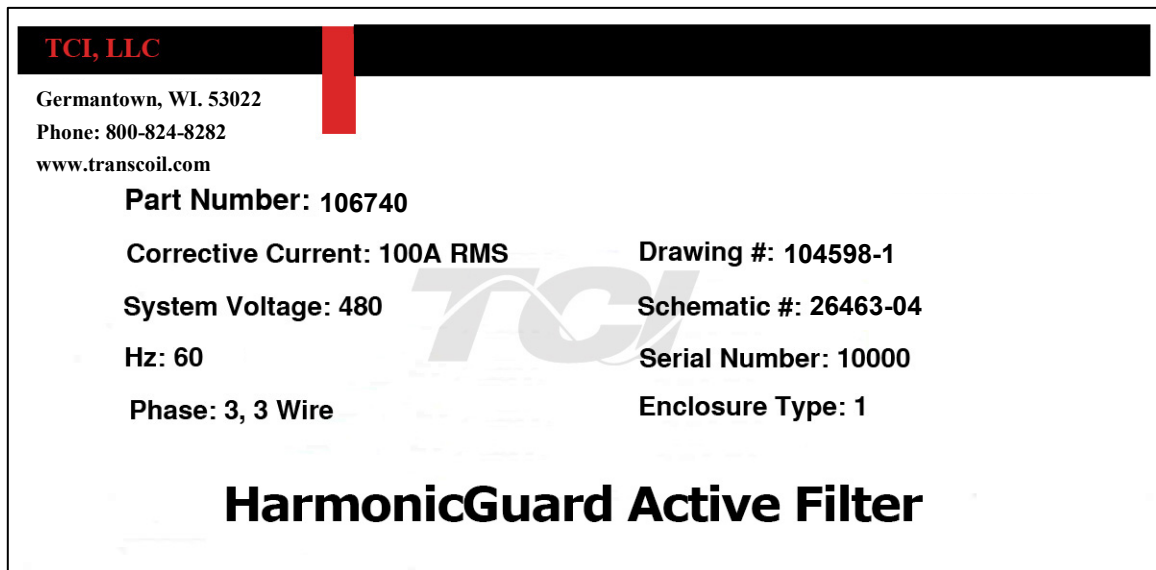 TCI, LLC
Germantown, WI. 53022
Phone: 800-824-8282
www.transcoil.com
Part Number: 106740
Corrective Current: 100A RMS
Drawing #: 104598-1
TCI
System Voltage: 480
Schematic #: 26463-04
Hz: 60
Serial Number: 10000
Phase: 3, 3 Wire
Enclosure Type: 1
HarmonicGuard Active Filter